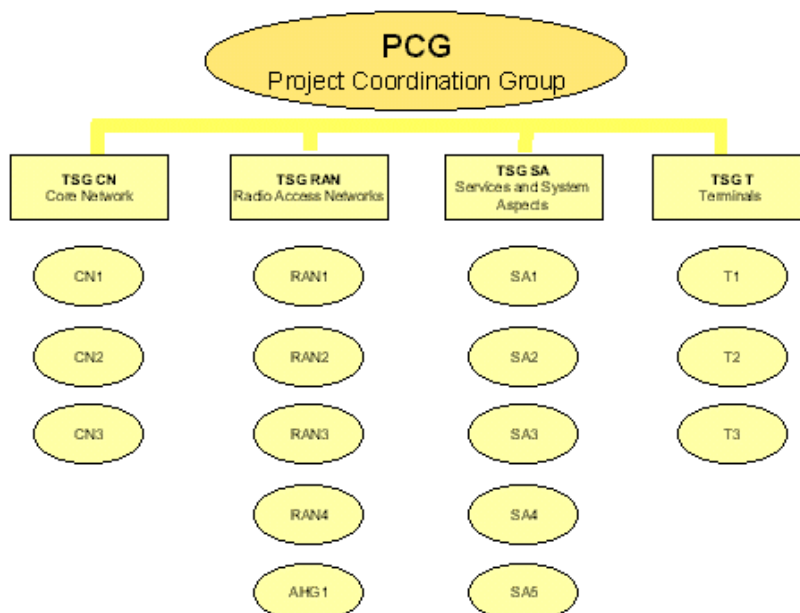 PCG
Project Coordination Group
TSG CN
Core Network
TSG RAN
Radio Access Networks
TSG SA
Services and System
Aspects
TSG T
Terminals
CN1
RAN1
SA1
T1
CN2
RAN2
SA2
T2
CN3
RAN3
SA3
T3
RAN4
SA4
AHG1
SA5